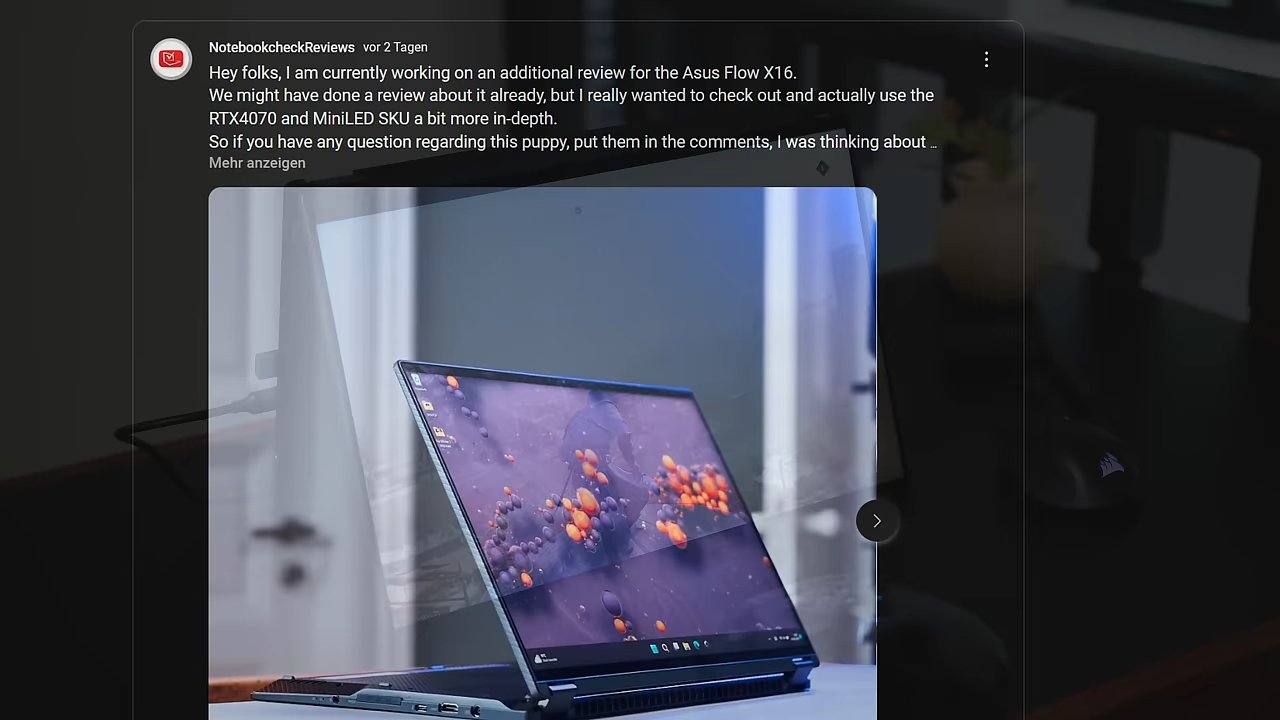 NotebookcheckReviews vor 2 Tagen
Hey folks, I am currently working on an additional review for the Asus Flow X16.
We might have done a review about it already, but I really wanted to check out and actually use the
RTX4070 and MiniLED SKU a bit more in-depth.
So if you have any question regarding this puppy, put them in the comments, I was thinking about ...
Mehr anzeigen